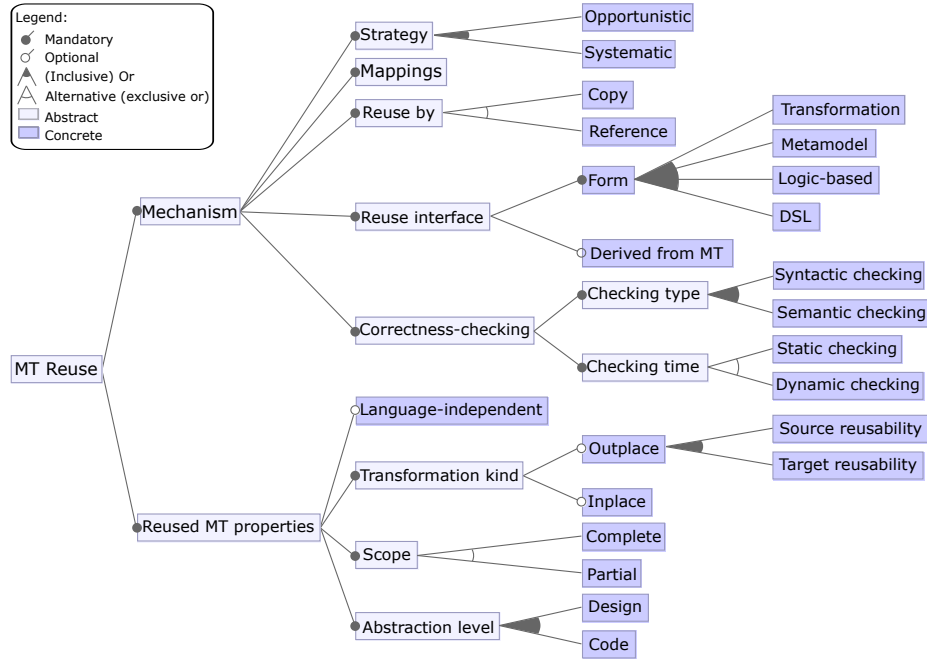 Legend:
Mandatory
Optional
(Inclusive) Or
Alternative (exclusive or)
Abstract
Concrete
MT Reuse
Mechanism
Strategy
Opportunistic
Systematic
Mappings
Reuse by
Copy
Reference
Reuse interface
Form
Transformation
Metamodel
Logic-based
DSL
Derived from MT
Correctness-checking
Checking type
Syntactic checking
Semantic checking
Checking time
Static checking
Dynamic checking
Reused MT properties
Language-independent
Transformation kind
Outplace
Source reusability
Target reusability
Inplace
Scope
Complete
Partial
Abstraction level
Design
Code